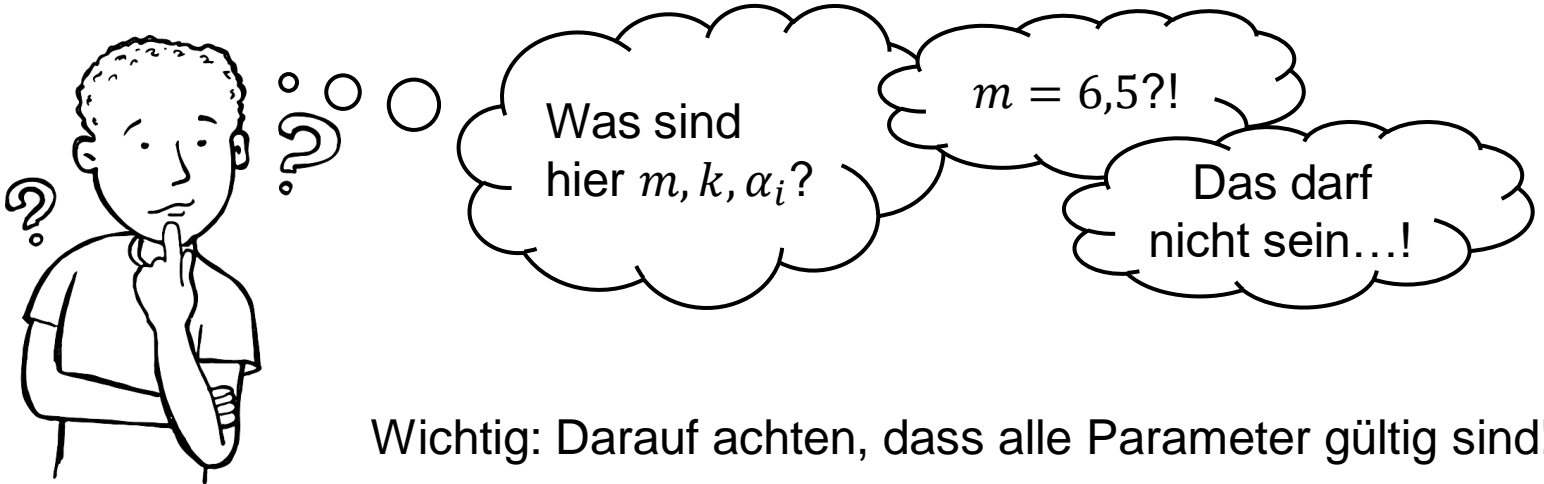 ?
?
Was sind
hier m, k, αᵢ?
m = 6,5?!
Das darf
nicht sein…!
Wichtig: Darauf achten, dass alle Parameter gültig sind!